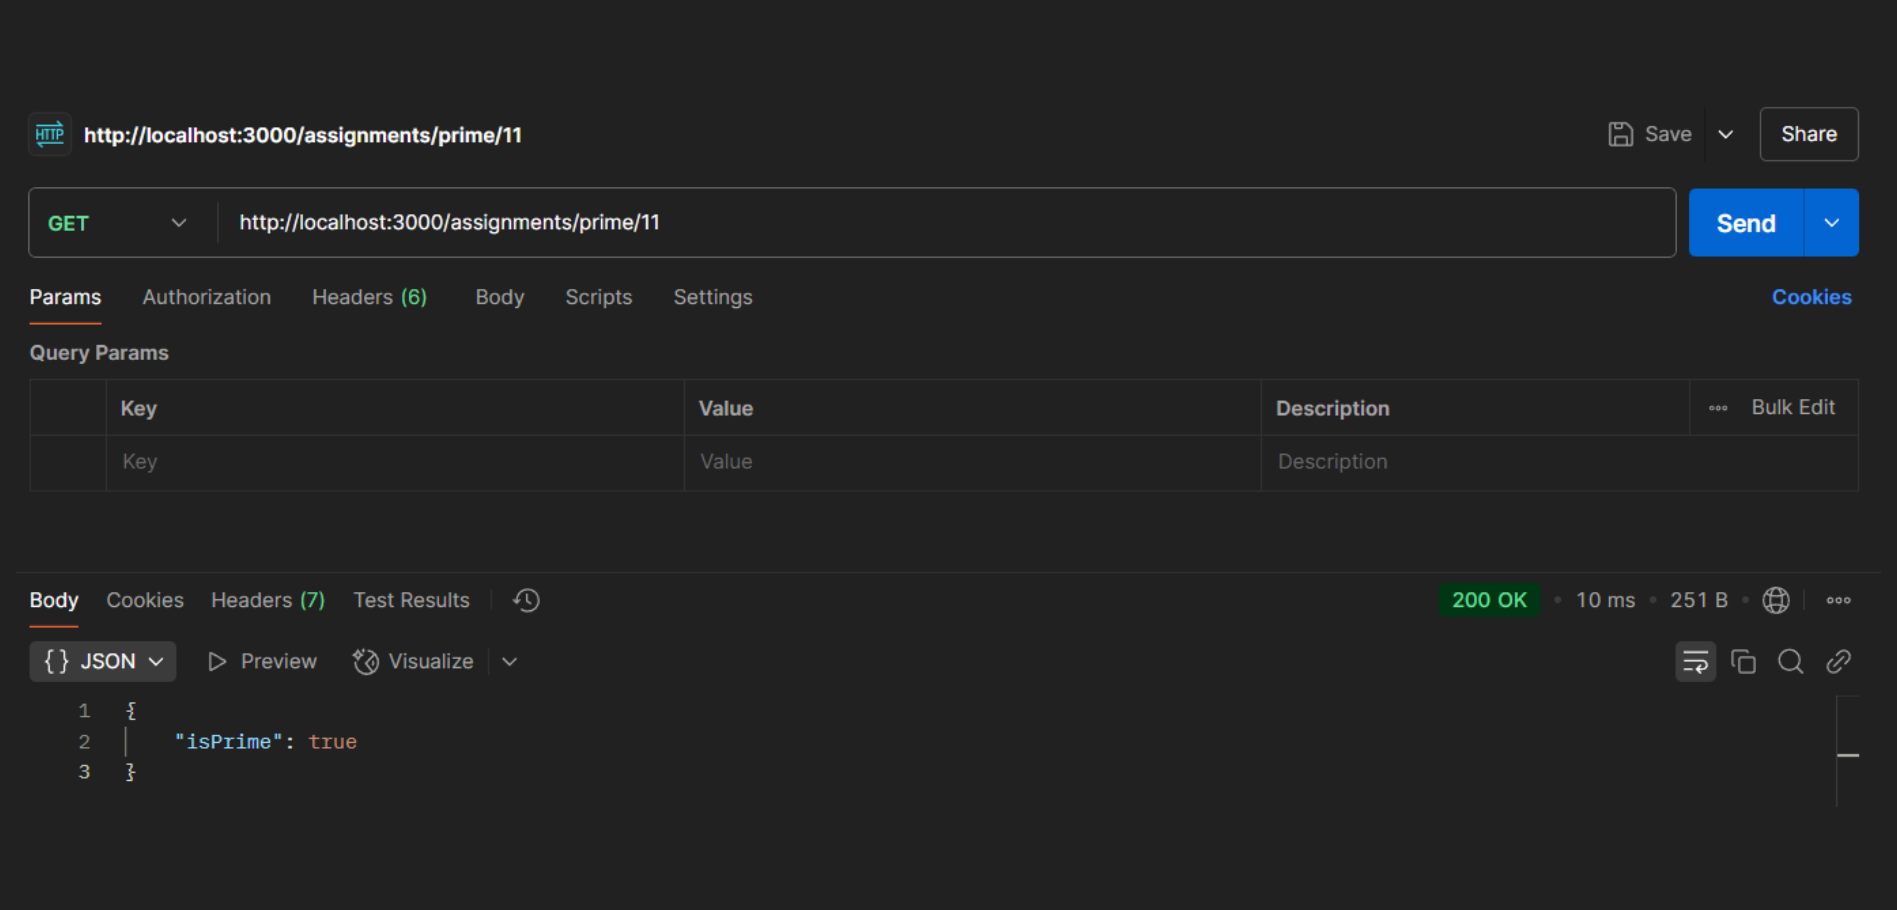 HTTP http://localhost:3000/assignments/prime/11 Save Share
GET http://localhost:3000/assignments/prime/11 Send
Params Authorization Headers (6) Body Scripts Settings Cookies
Query Params
Key Value Description Bulk Edit
Key Value Description
Body Cookies Headers (7) Test Results 200 OK • 10 ms • 251 B •
{} JSON Preview Visualize
1 {
2 "isPrime": true
3 }